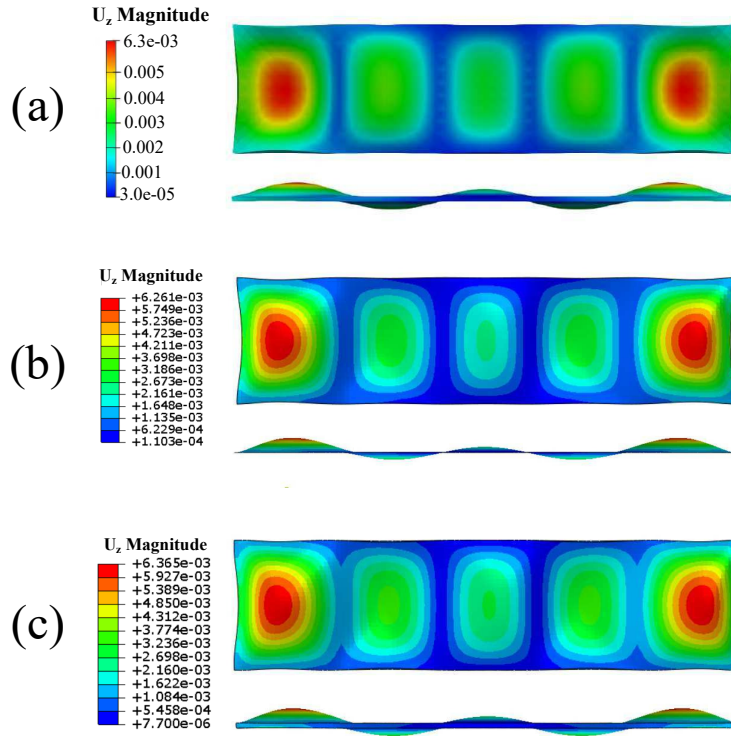 U_z Magnitude
6.3e-03
0.005
0.004
0.003
0.002
0.001
3.0e-05
(a)
U_z Magnitude
+6.261e-03
+5.749e-03
+5.236e-03
+4.723e-03
+4.211e-03
+3.698e-03
+3.186e-03
+2.673e-03
+2.161e-03
+1.648e-03
+1.135e-03
+6.229e-04
+1.103e-04
(b)
U_z Magnitude
+6.365e-03
+5.927e-03
+5.389e-03
+4.850e-03
+4.312e-03
+3.774e-03
+3.236e-03
+2.698e-03
+2.160e-03
+1.622e-03
+1.084e-03
+5.458e-04
+7.700e-06
(c)